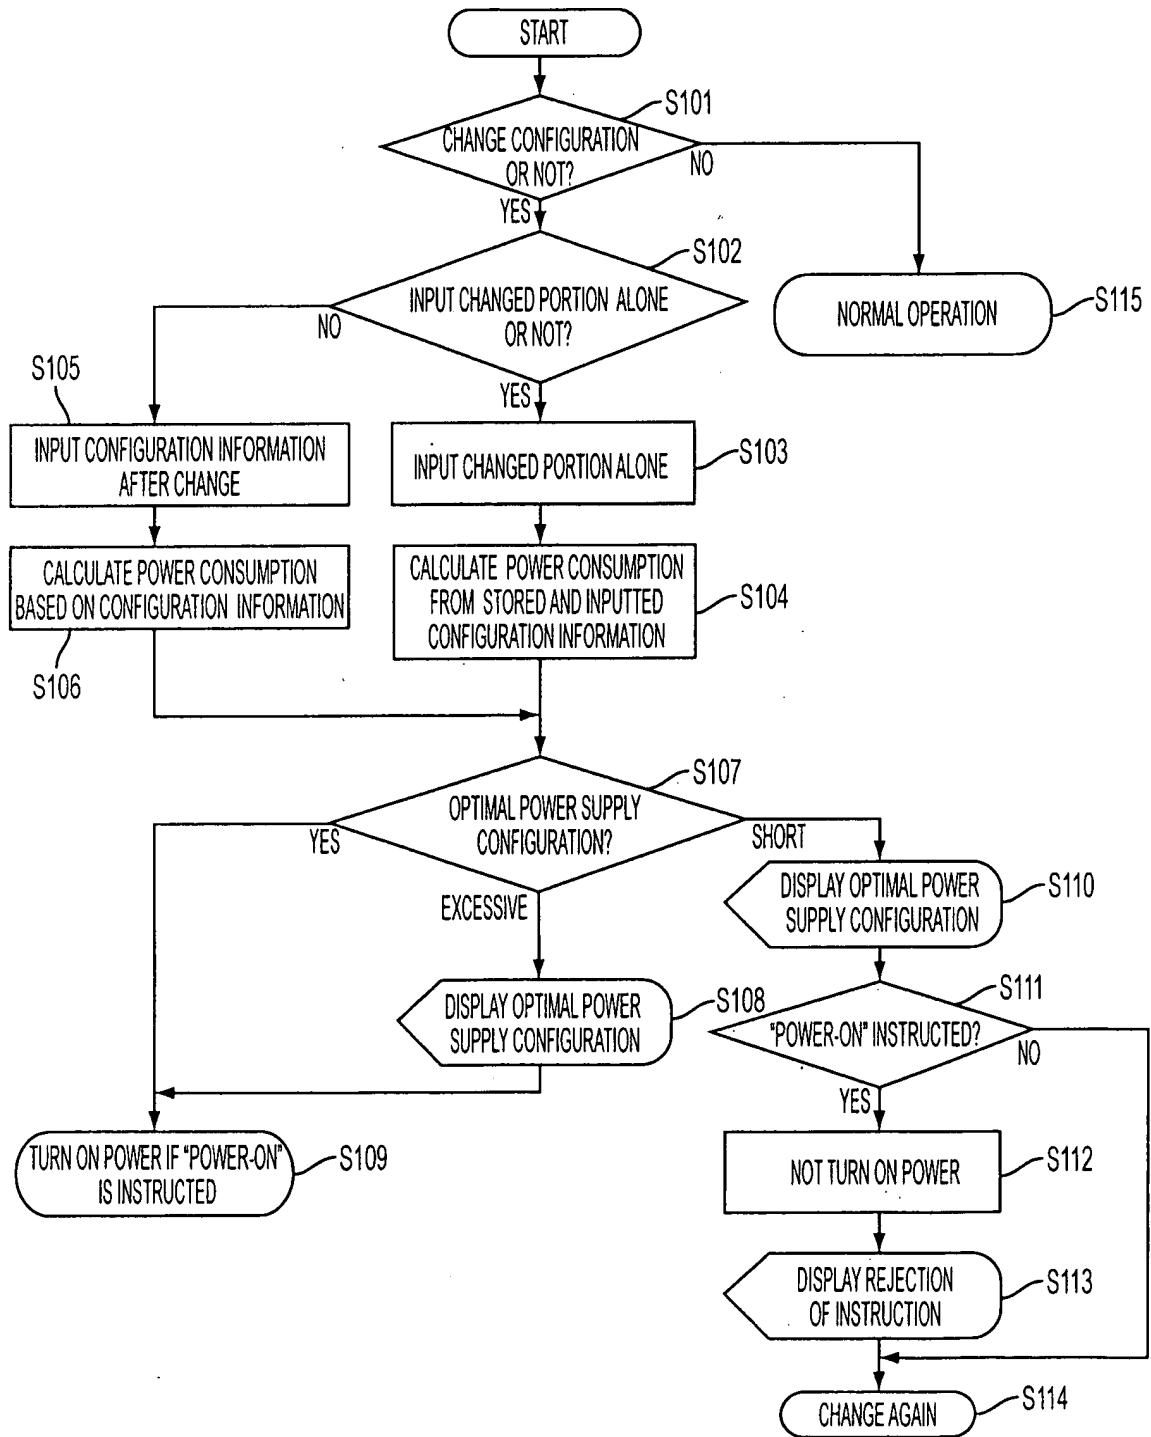 START
S101
CHANGE CONFIGURATION
OR NOT?
NO
YES
S102
INPUT CHANGED PORTION ALONE
OR NOT?
NO
YES
NORMAL OPERATION
S115
S105
INPUT CONFIGURATION INFORMATION
AFTER CHANGE
INPUT CHANGED PORTION ALONE
S103
CALCULATE POWER CONSUMPTION
BASED ON CONFIGURATION INFORMATION
S106
CALCULATE POWER CONSUMPTION
FROM STORED AND INPUTTED
CONFIGURATION INFORMATION
S104
S107
OPTIMAL POWER SUPPLY
CONFIGURATION?
YES
SHORT
EXCESSIVE
DISPLAY OPTIMAL POWER
SUPPLY CONFIGURATION
S110
DISPLAY OPTIMAL POWER
SUPPLY CONFIGURATION
S108
S111
"POWER-ON" INSTRUCTED?
NO
YES
TURN ON POWER IF "POWER-ON"
IS INSTRUCTED
S109
NOT TURN ON POWER
S112
DISPLAY REJECTION
OF INSTRUCTION
S113
CHANGE AGAIN
S114